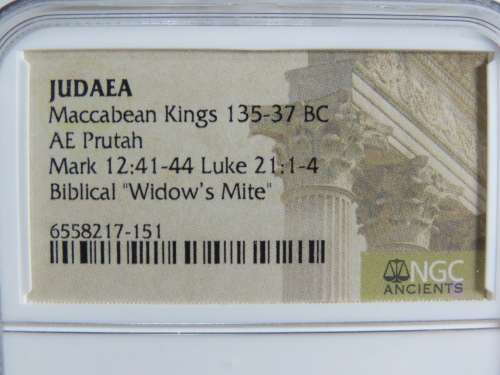 JUDAEA
Maccabean Kings 135-37 BC
AE Prutah
Mark 12:41-44 Luke 21:1-4
Biblical "Widow's Mite"
6558217-151
NGC
ANCIENTS